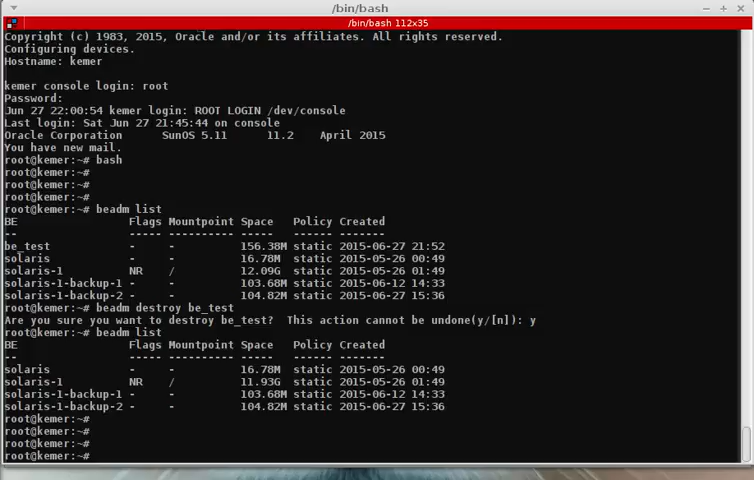 /bin/bash
/bin/bash 112x35
Copyright (c) 1983, 2015, Oracle and/or its affiliates. All rights reserved.
Configuring devices.
Hostname: kemer
kemer console login: root
Password:
Jun 27 22:00:54 kemer login: ROOT LOGIN /dev/console
Last login: Sat Jun 27 21:45:44 on console
Oracle Corporation      SunOS 5.11      11.2    April 2015
You have new mail.
root@kemer:~# bash
root@kemer:~#
root@kemer:~#
root@kemer:~#
root@kemer:~# beadm list
BE                Flags Mountpoint Space   Policy Created
--                ----- ---------- -----   ------ -------
be_test           -     -          156.38M static 2015-06-27 21:52
solaris           -     -          16.78M  static 2015-05-26 00:49
solaris-1         NR    /          12.09G  static 2015-05-26 01:49
solaris-1-backup-1 -     -          103.68M static 2015-06-12 14:33
solaris-1-backup-2 -     -          104.82M static 2015-06-27 15:36
root@kemer:~# beadm destroy be_test
Are you sure you want to destroy be_test?  This action cannot be undone(y/[n]): y
root@kemer:~# beadm list
BE                Flags Mountpoint Space   Policy Created
--                ----- ---------- -----   ------ -------
solaris           -     -          16.78M  static 2015-05-26 00:49
solaris-1         NR    /          11.93G  static 2015-05-26 01:49
solaris-1-backup-1 -     -          103.68M static 2015-06-12 14:33
solaris-1-backup-2 -     -          104.82M static 2015-06-27 15:36
root@kemer:~#
root@kemer:~#
root@kemer:~#
root@kemer:~#